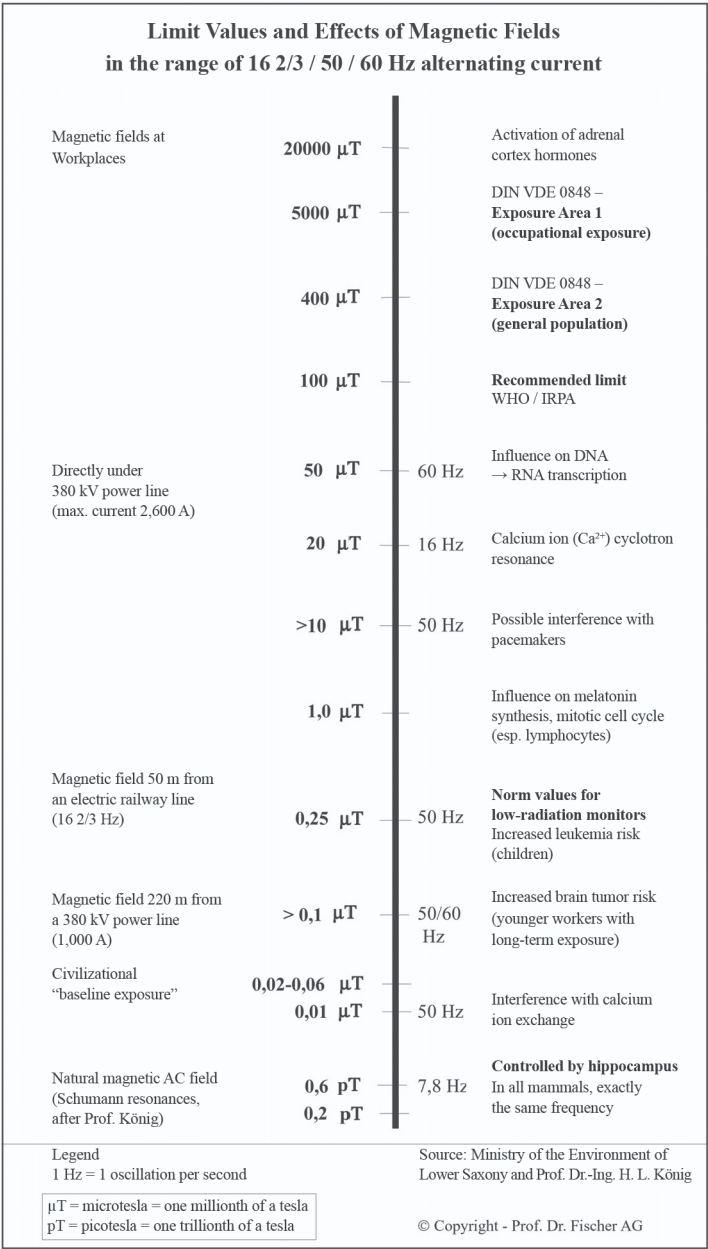 Limit Values and Effects of Magnetic Fields
in the range of 16 2/3 / 50 / 60 Hz alternating current
Magnetic fields at
Workplaces
20000 µT
Activation of adrenal
cortex hormones
5000 µT
DIN VDE 0848 –
Exposure Area 1
(occupational exposure)
400 µT
DIN VDE 0848 –
Exposure Area 2
(general population)
100 µT
Recommended limit
WHO / IRPA
Directly under
380 kV power line
(max. current 2,600 A)
50 µT
60 Hz
Influence on DNA
→ RNA transcription
20 µT
16 Hz
Calcium ion (Ca²⁺) cyclotron
resonance
>10 µT
50 Hz
Possible interference with
pacemakers
1,0 µT
Influence on melatonin
synthesis, mitotic cell cycle
(esp. lymphocytes)
Magnetic field 50 m from
an electric railway line
(16 2/3 Hz)
0,25 µT
50 Hz
Norm values for
low-radiation monitors
Increased leukemia risk
(children)
Magnetic field 220 m from
a 380 kV power line
(1,000 A)
> 0,1 µT
50/60
Hz
Increased brain tumor risk
(younger workers with
long-term exposure)
Civilizational
“baseline exposure”
0,02-0,06 µT
0,01 µT
50 Hz
Interference with calcium
ion exchange
Natural magnetic AC field
(Schumann resonances,
after Prof. König)
0,6 pT
0,2 pT
7,8 Hz
Controlled by hippocampus
In all mammals, exactly
the same frequency
Legend
1 Hz = 1 oscillation per second
µT = microtesla = one millionth of a tesla
pT = picotesla = one trillionth of a tesla
Source: Ministry of the Environment of
Lower Saxony and Prof. Dr.-Ing. H. L. König
© Copyright - Prof. Dr. Fischer AG